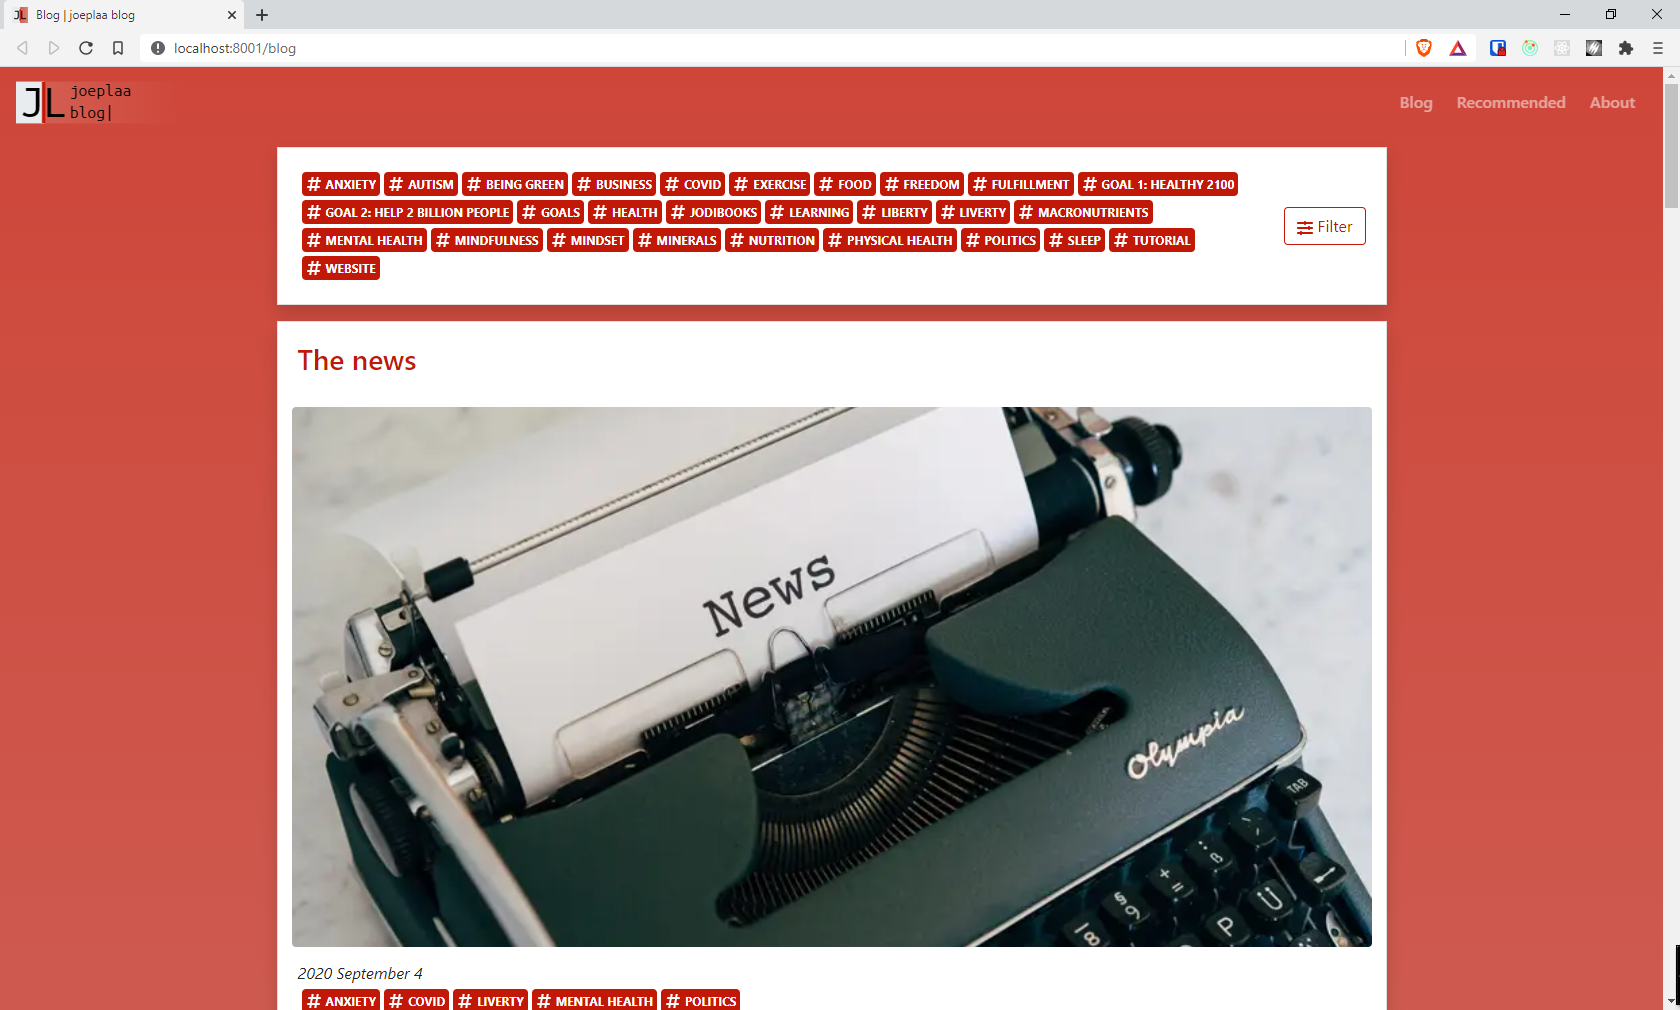 Blog | joeplaa blog
localhost:8001/blog
JL joeplaa
blog|
Blog Recommended About
# ANXIETY # AUTISM # BEING GREEN # BUSINESS # COVID # EXERCISE # FOOD # FREEDOM # FULFILLMENT # GOAL 1: HEALTHY 2100
# GOAL 2: HELP 2 BILLION PEOPLE # GOALS # HEALTH # JODIBOOKS # LEARNING # LIBERTY # LIVERTY # MACRONUTRIENTS
# MENTAL HEALTH # MINDFULNESS # MINDSET # MINERALS # NUTRITION # PHYSICAL HEALTH # POLITICS # SLEEP # TUTORIAL
# WEBSITE
Filter
The news
News
Olympia
TAB
ß
+ =
§ 9
Ü
P
8
2020 September 4
# ANXIETY # COVID # LIVERTY # MENTAL HEALTH # POLITICS